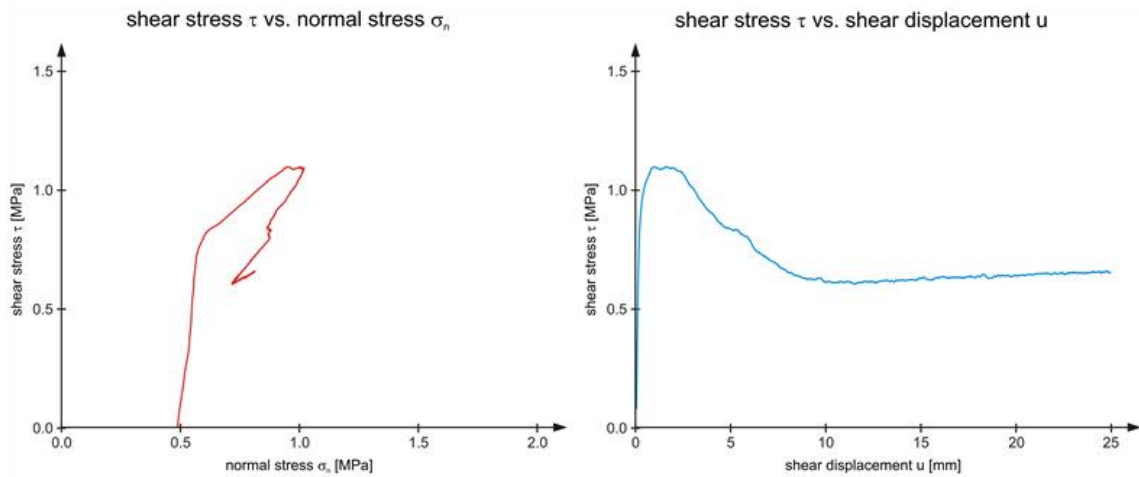 shear stress τ vs. normal stress σₙ
shear stress τ [MPa]
1.5
1.0
0.5
0.0
0.0 0.5 1.0 1.5 2.0
normal stress σₙ [MPa]
shear stress τ vs. shear displacement u
shear stress τ [MPa]
1.5
1.0
0.5
0.0
0 5 10 15 20 25
shear displacement u [mm]